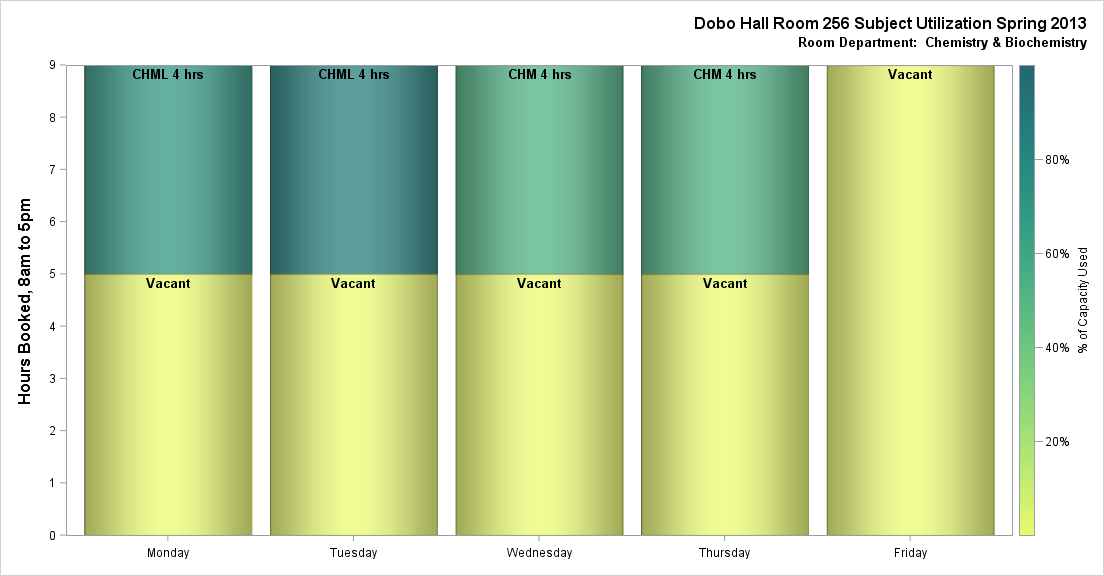 Dobo Hall Room 256 Subject Utilization Spring 2013
Room Department: Chemistry & Biochemistry
Hours Booked, 8am to 5pm
9
8
7
6
5
4
3
2
1
0
CHML 4 hrs
CHML 4 hrs
CHM 4 hrs
CHM 4 hrs
Vacant
Vacant
Vacant
Vacant
Vacant
Monday
Tuesday
Wednesday
Thursday
Friday
80%
60%
40%
20%
% of Capacity Used